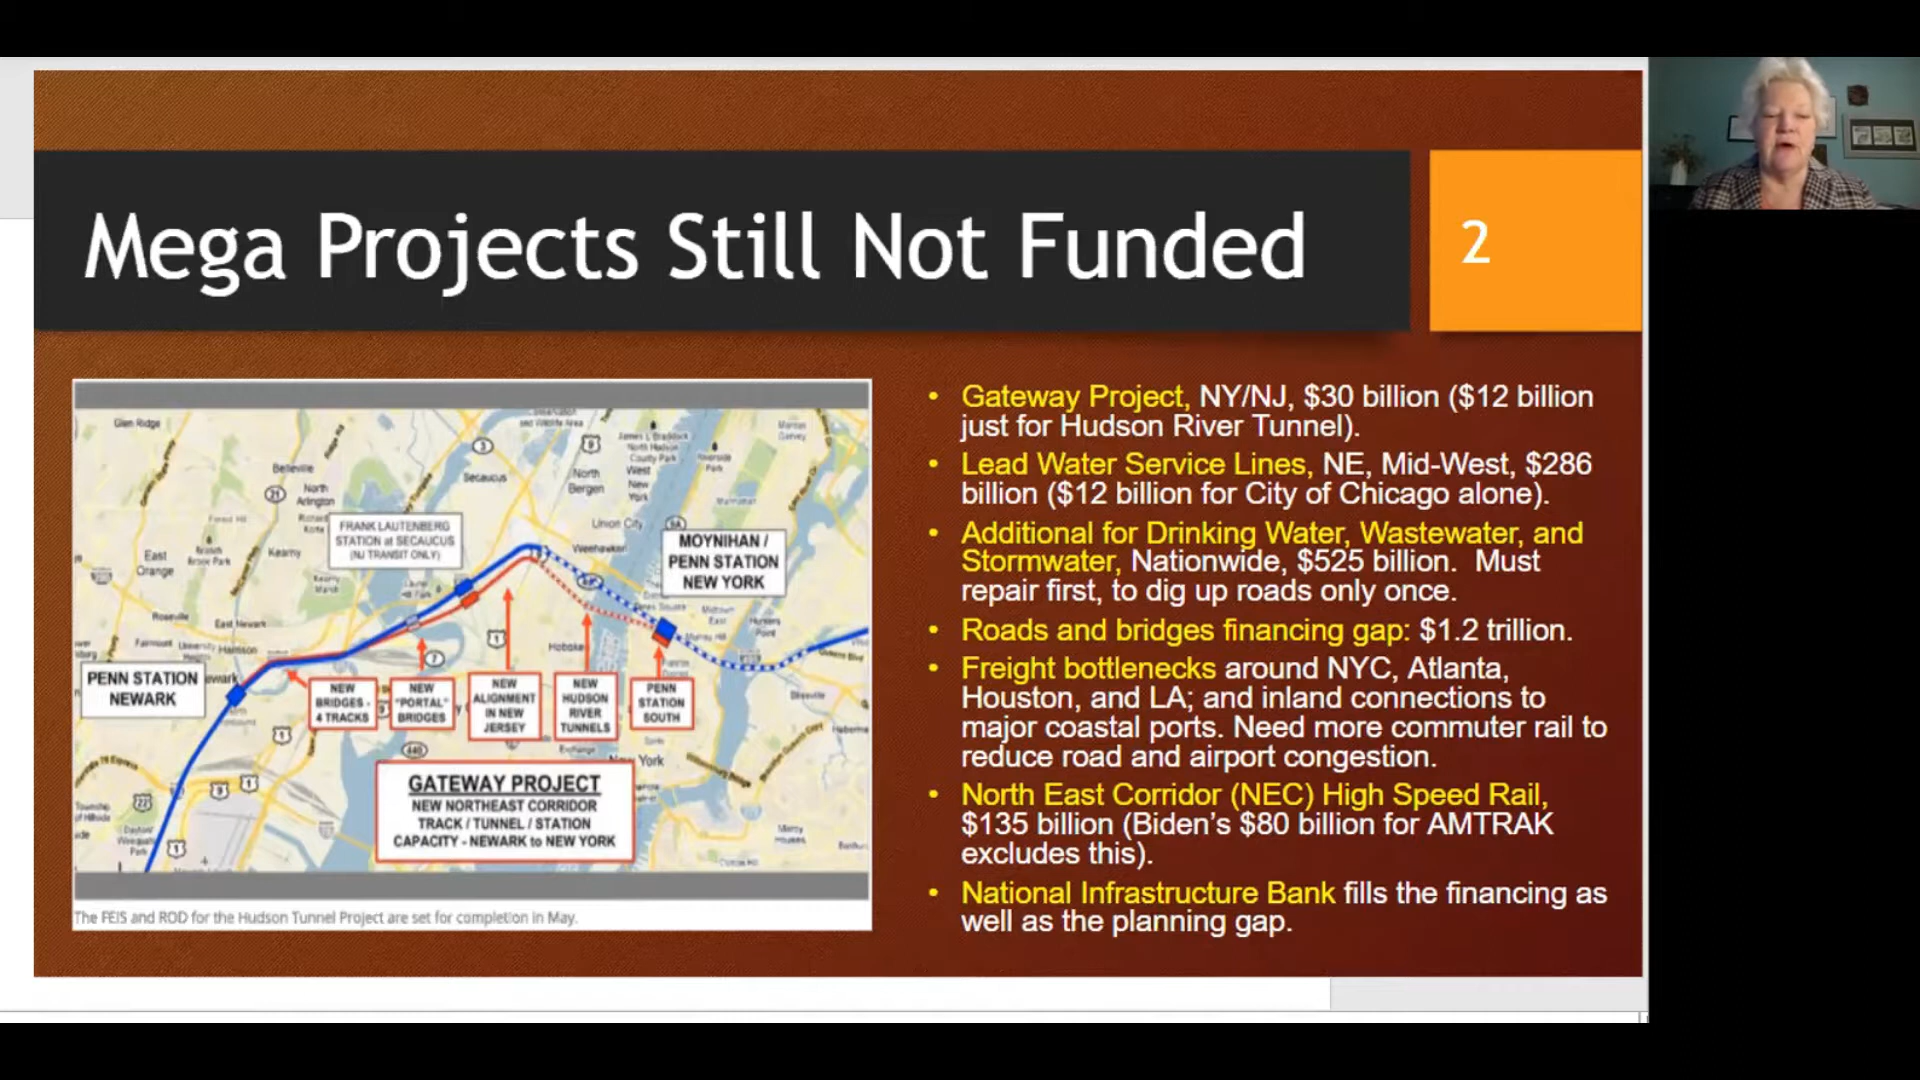 Mega Projects Still Not Funded
2
Glen Ridge
Belleville
North
Arlington
Secaucus
North
Bergen
West
New
York
Union City
Weehawken
Kearny
East
Orange
Roseville
East Newark
Harrison
Hoboken
FRANK LAUTENBERG
STATION at SECAUCUS
(NJ TRANSIT ONLY)
MOYNIHAN /
PENN STATION
NEW YORK
PENN STATION
NEWARK
NEW
BRIDGES -
4 TRACKS
NEW
"PORTAL"
BRIDGES
NEW
ALIGNMENT
IN NEW
JERSEY
NEW
HUDSON
RIVER
TUNNELS
PENN
STATION
SOUTH
GATEWAY PROJECT
NEW NORTHEAST CORRIDOR
TRACK / TUNNEL / STATION
CAPACITY - NEWARK to NEW YORK
The FEIS and ROD for the Hudson Tunnel Project are set for completion in May.
• Gateway Project, NY/NJ, $30 billion ($12 billion
just for Hudson River Tunnel).
• Lead Water Service Lines, NE, Mid-West, $286
billion ($12 billion for City of Chicago alone).
• Additional for Drinking Water, Wastewater, and
Stormwater, Nationwide, $525 billion. Must
repair first, to dig up roads only once.
• Roads and bridges financing gap: $1.2 trillion.
• Freight bottlenecks around NYC, Atlanta,
Houston, and LA; and inland connections to
major coastal ports. Need more commuter rail to
reduce road and airport congestion.
• North East Corridor (NEC) High Speed Rail,
$135 billion (Biden’s $80 billion for AMTRAK
excludes this).
• National Infrastructure Bank fills the financing as
well as the planning gap.